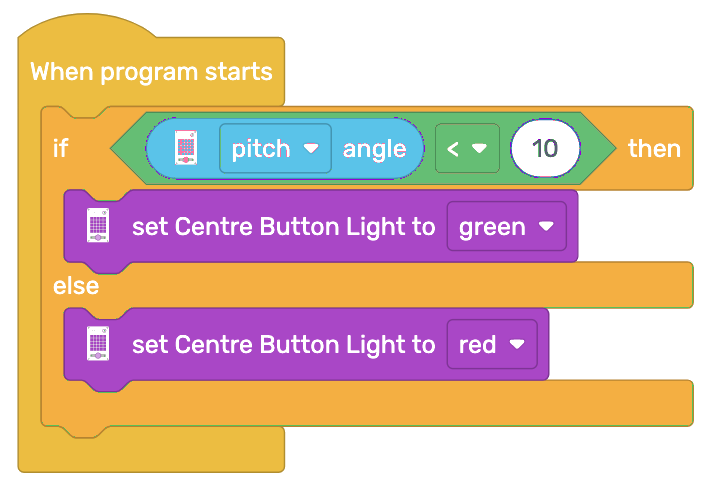 When program starts
if pitch angle < 10 then
set Centre Button Light to green
else
set Centre Button Light to red